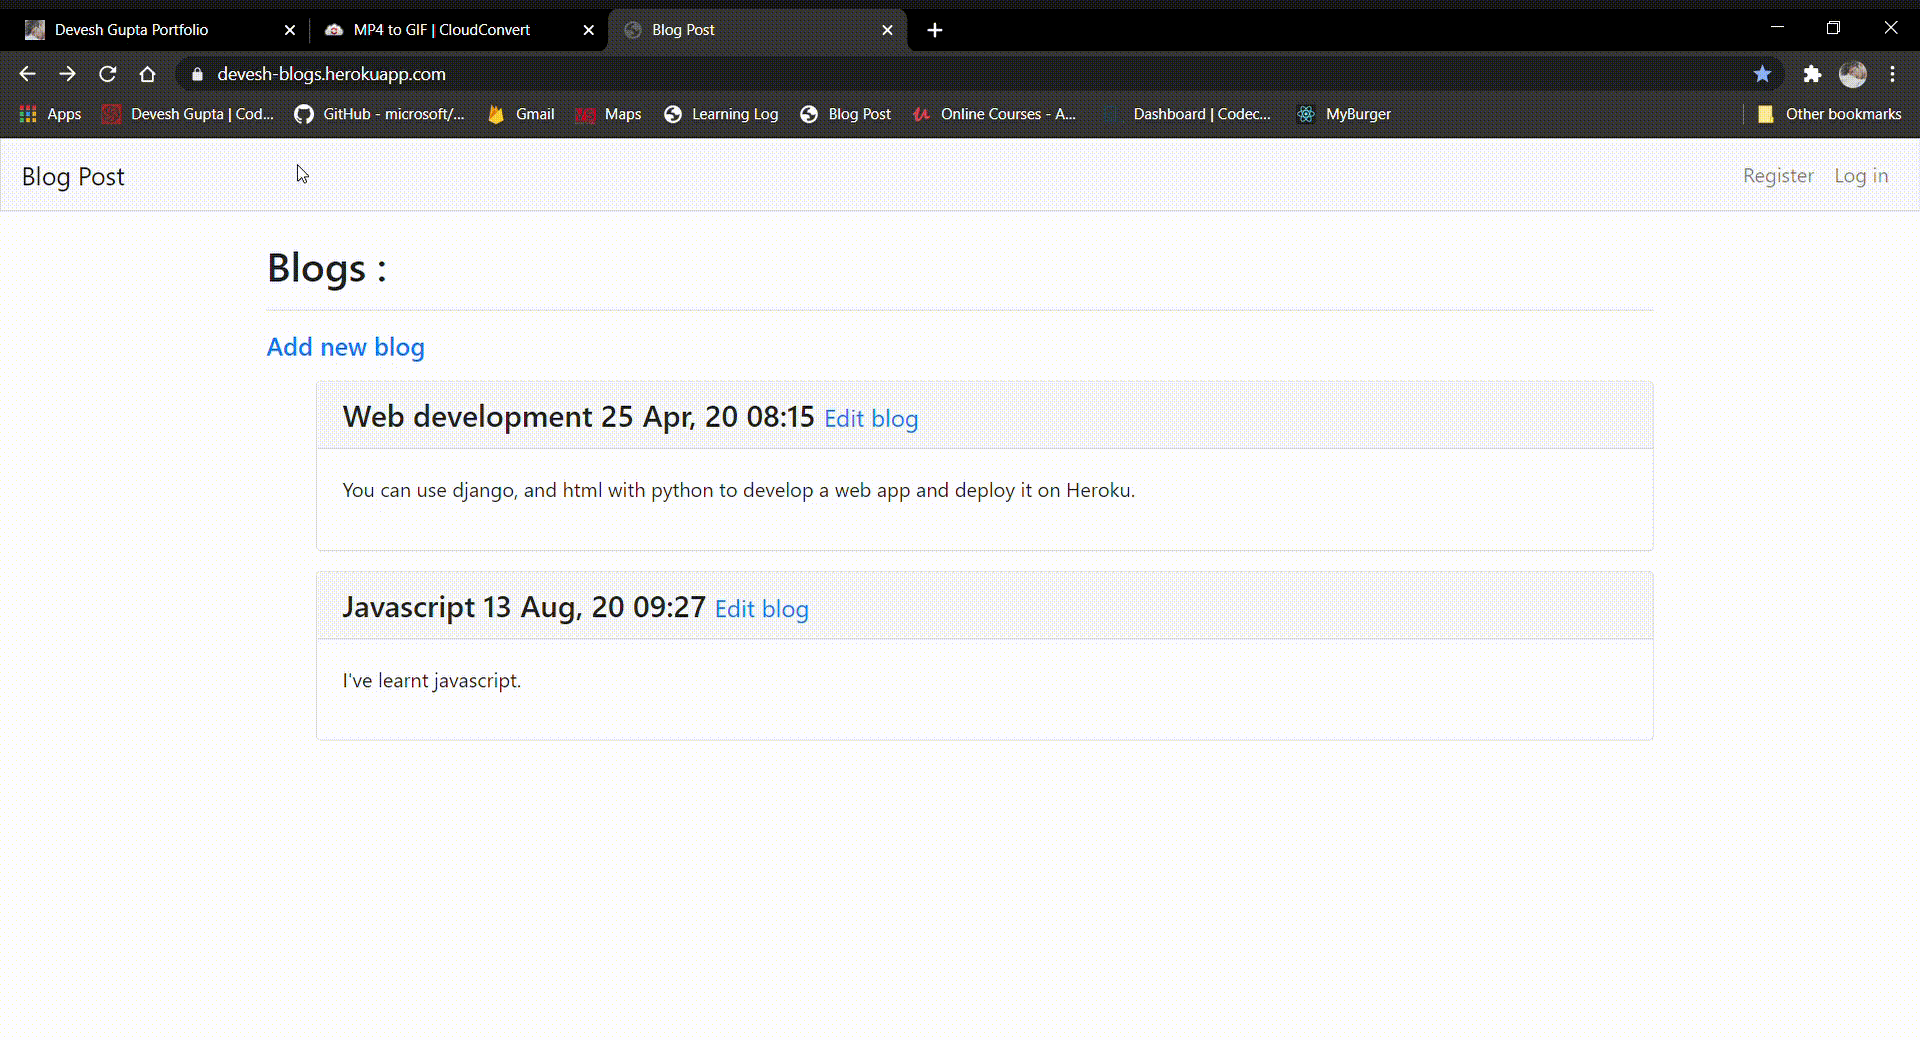 Devesh Gupta Portfolio
MP4 to GIF | CloudConvert
Blog Post
devesh-blogs.herokuapp.com
Apps
Devesh Gupta | Cod...
GitHub - microsoft/...
Gmail
Maps
Learning Log
Blog Post
Online Courses - A...
Dashboard | Codec...
MyBurger
Other bookmarks
Blog Post
Register
Log in
Blogs :
Add new blog
Web development 25 Apr, 20 08:15 Edit blog
You can use django, and html with python to develop a web app and deploy it on Heroku.
Javascript 13 Aug, 20 09:27 Edit blog
I've learnt javascript.